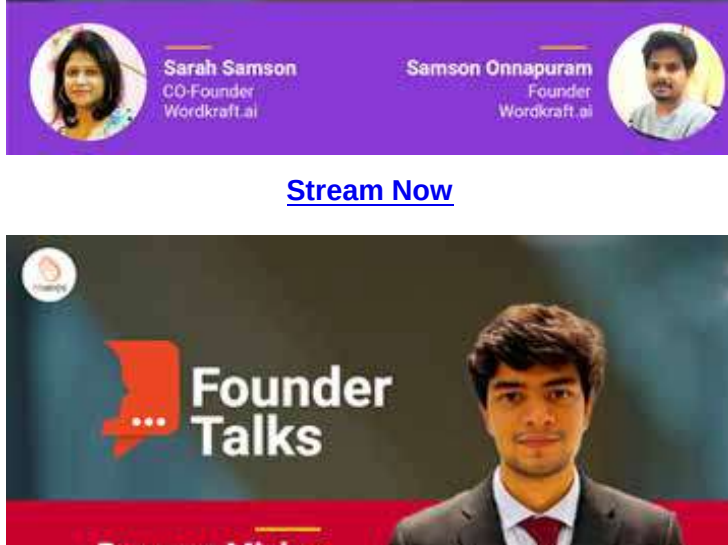 Sarah Samson
CO-Founder
Wordkraft.ai
Samson Onnapuram
Founder
Wordkraft.ai
Stream Now
Founder
Talks